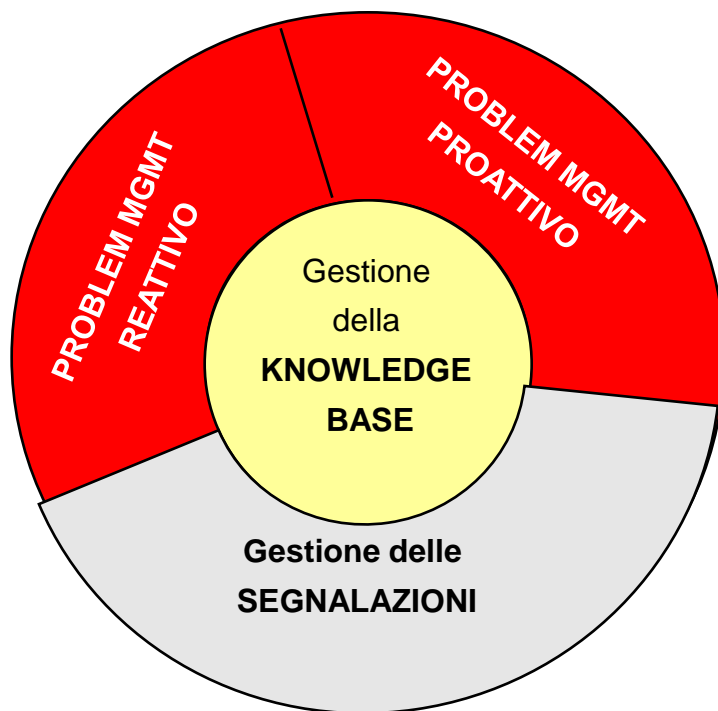 PROBLEM MGMT
REATTIVO
PROBLEM MGMT
PROATTIVO
Gestione
della
KNOWLEDGE
BASE
Gestione delle
SEGNALAZIONI